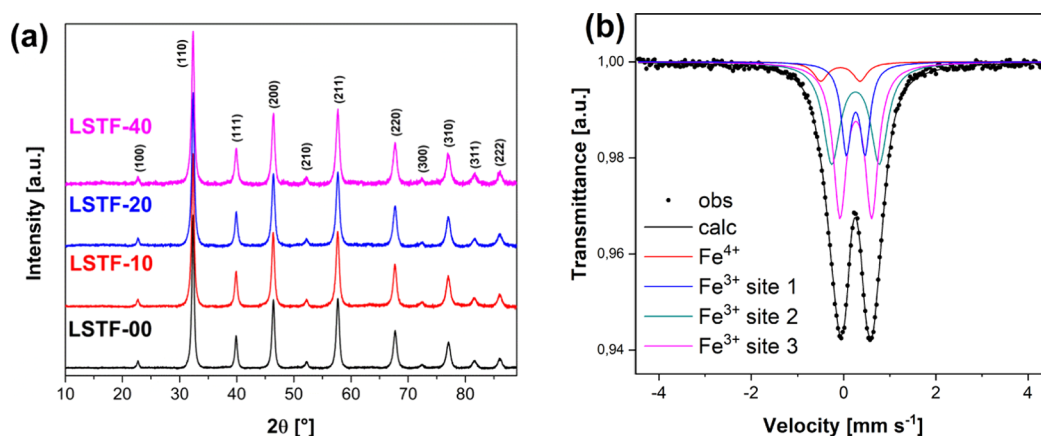 (a)
Intensity [a.u.]
LSTF-40
LSTF-20
LSTF-10
LSTF-00
(100)
(110)
(111)
(200)
(210)
(211)
(220)
(300)
(310)
(311)
(222)
10 20 30 40 50 60 70 80
2θ [°]
(b)
Transmittance [a.u.]
1,00
0,98
0,96
0,94
obs
calc
Fe⁴⁺
Fe³⁺ site 1
Fe³⁺ site 2
Fe³⁺ site 3
-4 -2 0 2 4
Velocity [mm s⁻¹]